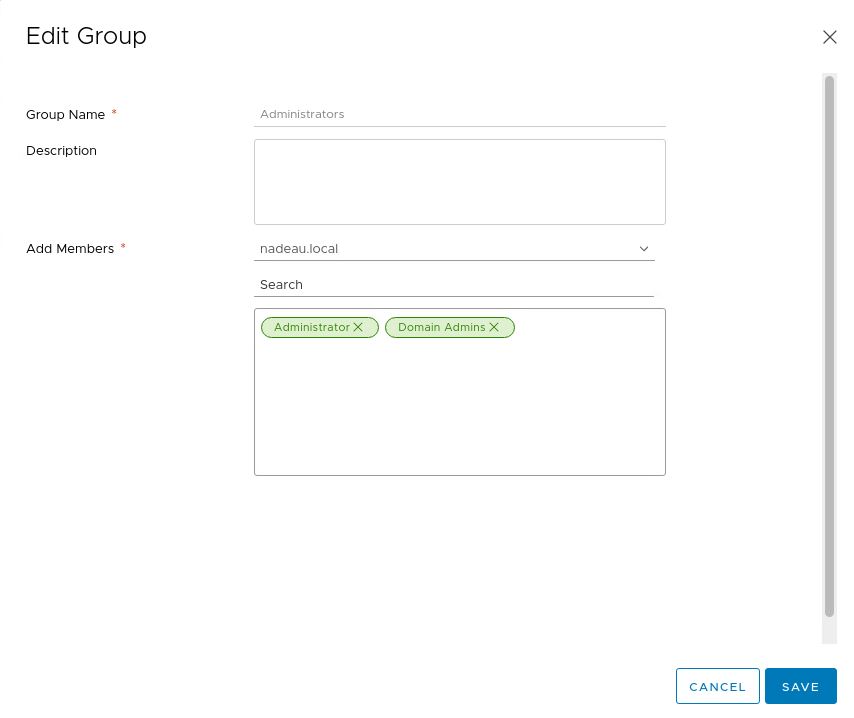 Edit Group
Group Name *
Administrators
Description
Add Members *
nadeau.local
Search
Administrator
Domain Admins
CANCEL
SAVE